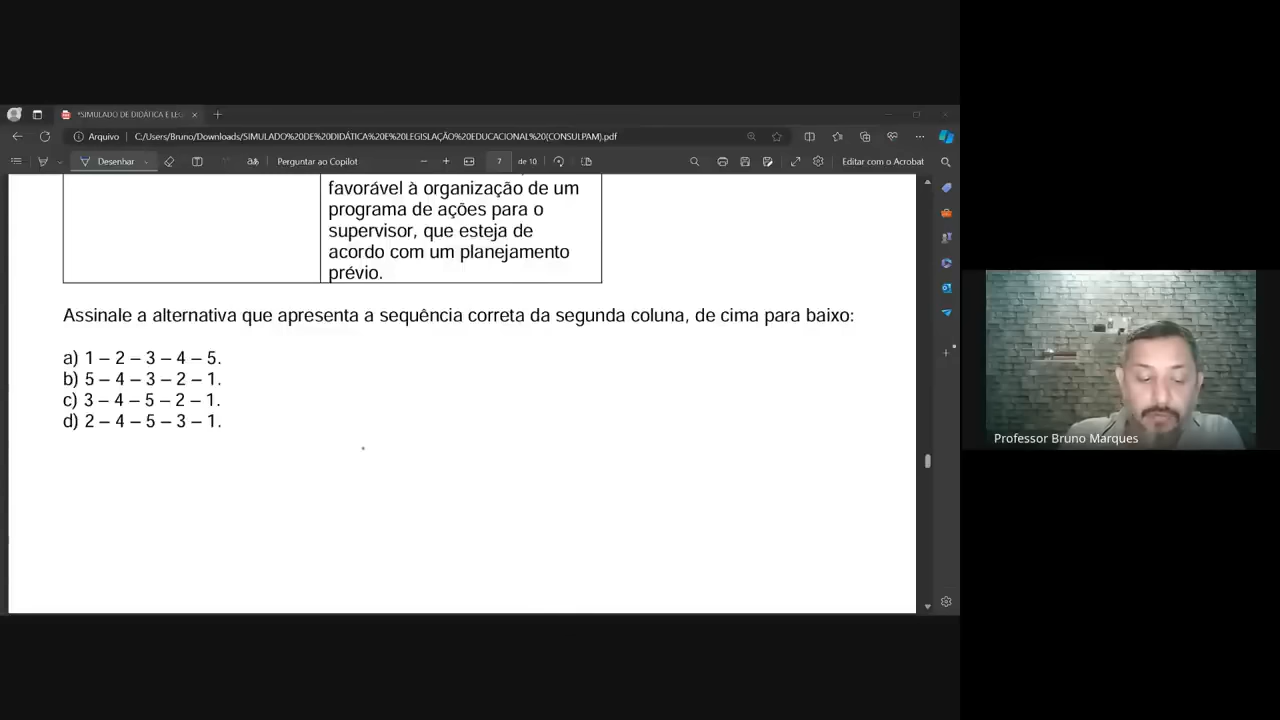 *SIMULADO DE DIDÁTICA E LEG
Arquivo
C:/Users/Bruno/Downloads/SIMULADO%20DE%20DIDÁTICA%20E%20LEGISLAÇÃO%20EDUCACIONAL%20(CONSULPAM).pdf
Desenhar
Perguntar ao Copilot
7
de 10
Editar com o Acrobat
favorável à organização de um
programa de ações para o
supervisor, que esteja de
acordo com um planejamento
prévio.
Assinale a alternativa que apresenta a sequência correta da segunda coluna, de cima para baixo:
a) 1 – 2 – 3 – 4 – 5.
b) 5 – 4 – 3 – 2 – 1.
c) 3 – 4 – 5 – 2 – 1.
d) 2 – 4 – 5 – 3 – 1.
Professor Bruno Marques